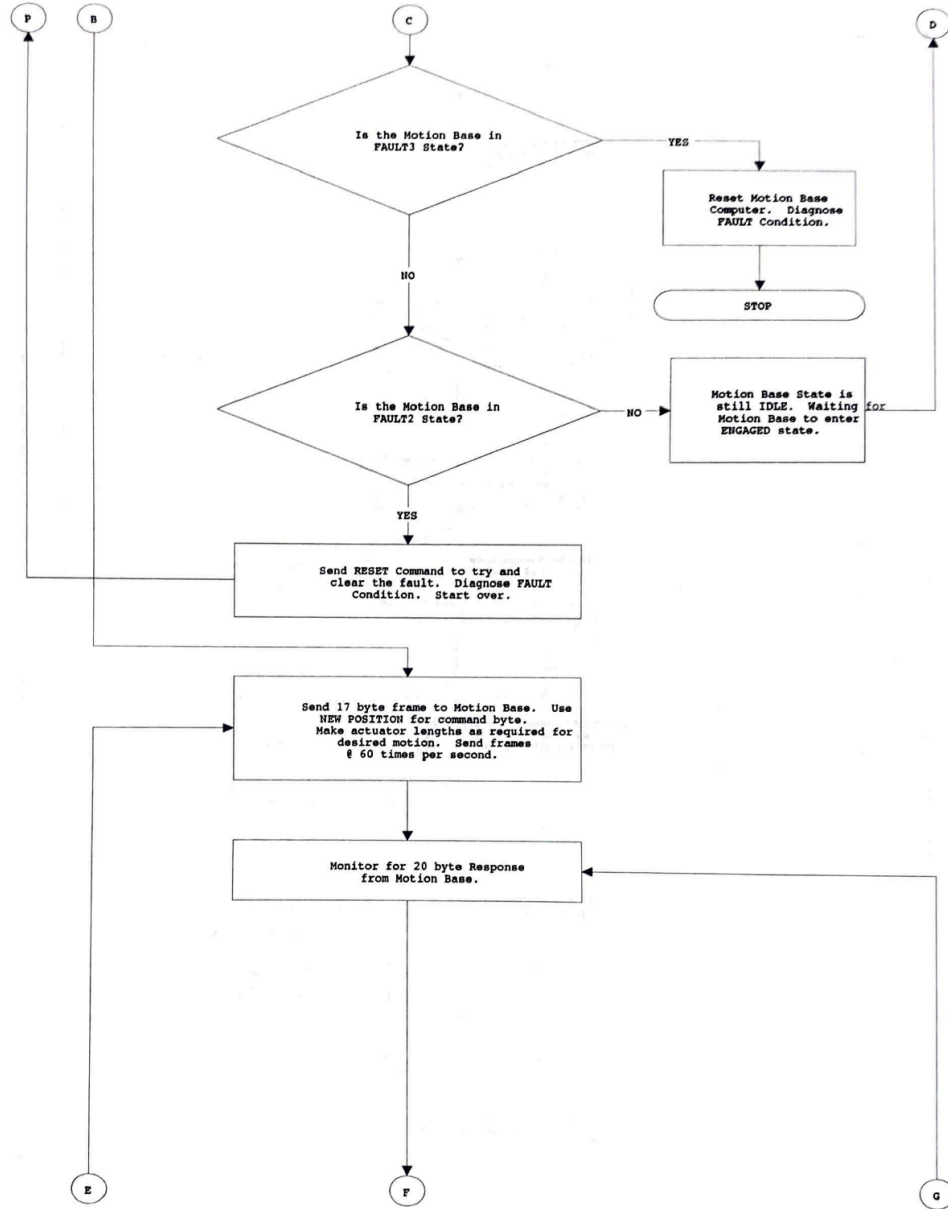 P
B
C
D
Is the Motion Base in
FAULT3 State?
YES
Reset Motion Base
Computer. Diagnose
FAULT Condition.
NO
STOP
Is the Motion Base in
FAULT2 State?
NO
Motion Base State is
still IDLE. Waiting for
Motion Base to enter
ENGAGED state.
YES
Send RESET Command to try and
clear the fault. Diagnose FAULT
Condition. Start over.
Send 17 byte frame to Motion Base. Use
NEW POSITION for command byte.
Make actuator lengths as required for
desired motion. Send frames
@ 60 times per second.
Monitor for 20 byte Response
from Motion Base.
E
F
G